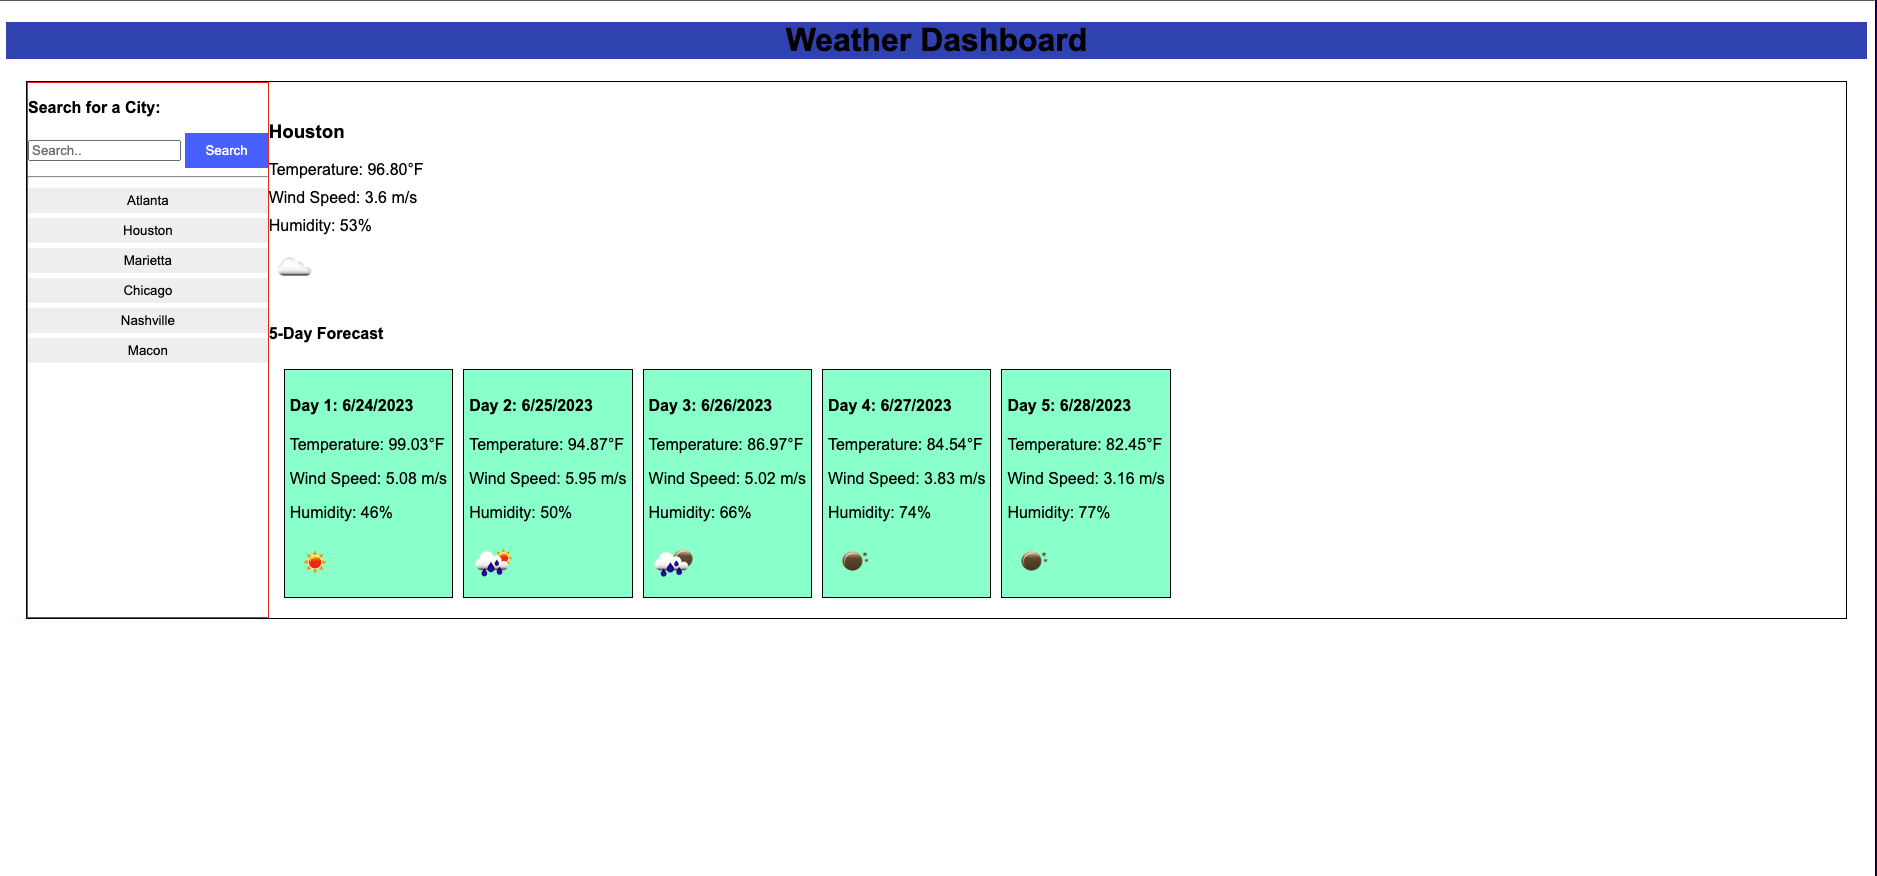 Weather Dashboard
Search for a City:
Search..
Search
Atlanta
Houston
Marietta
Chicago
Nashville
Macon
Houston
Temperature: 96.80°F
Wind Speed: 3.6 m/s
Humidity: 53%
5-Day Forecast
Day 1: 6/24/2023
Temperature: 99.03°F
Wind Speed: 5.08 m/s
Humidity: 46%
Day 2: 6/25/2023
Temperature: 94.87°F
Wind Speed: 5.95 m/s
Humidity: 50%
Day 3: 6/26/2023
Temperature: 86.97°F
Wind Speed: 5.02 m/s
Humidity: 66%
Day 4: 6/27/2023
Temperature: 84.54°F
Wind Speed: 3.83 m/s
Humidity: 74%
Day 5: 6/28/2023
Temperature: 82.45°F
Wind Speed: 3.16 m/s
Humidity: 77%